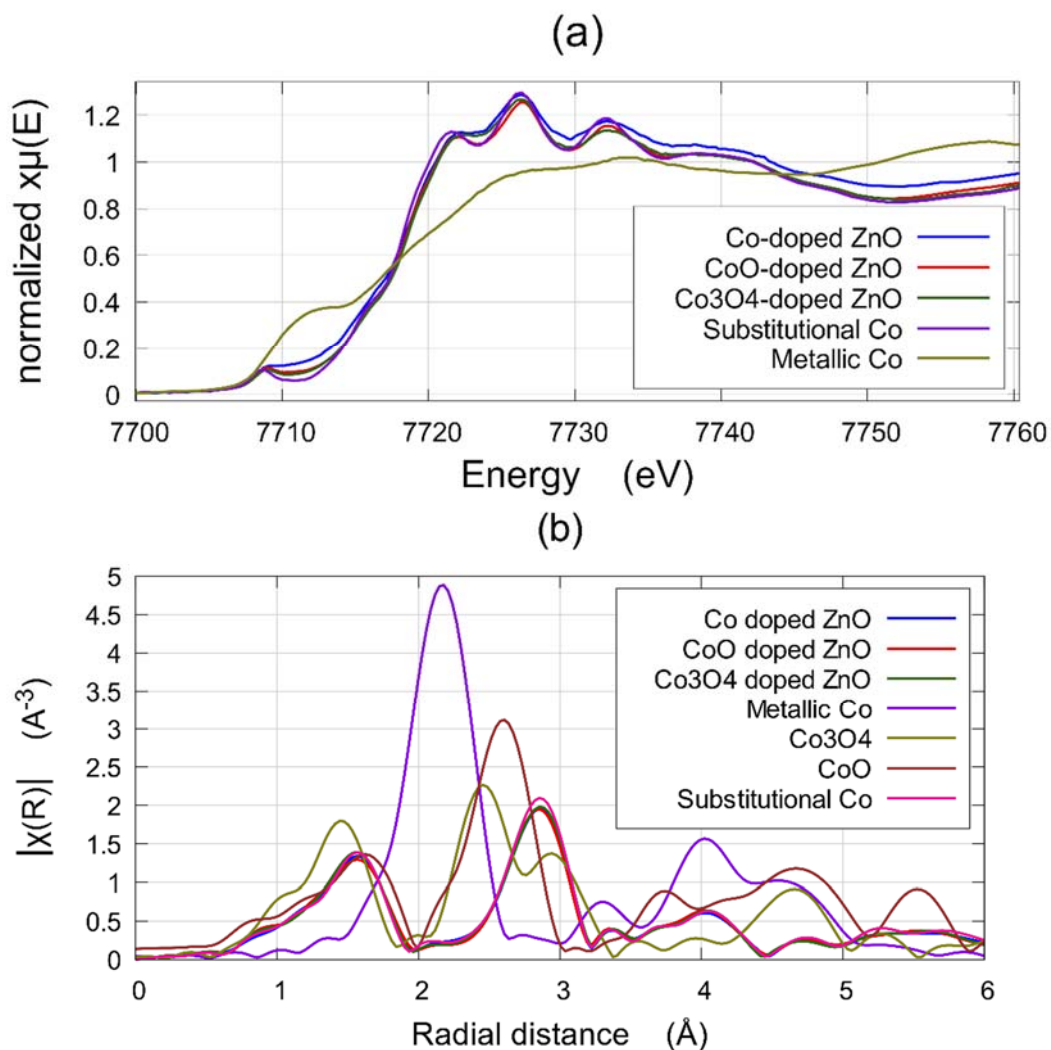 (a)
normalized xµ(E)
1.2
1
0.8
0.6
0.4
0.2
0
Co-doped ZnO
CoO-doped ZnO
Co3O4-doped ZnO
Substitutional Co
Metallic Co
7700 7710 7720 7730 7740 7750 7760
Energy (eV)
(b)
|χ(R)| (A⁻³)
5
4.5
4
3.5
3
2.5
2
1.5
1
0.5
0
Co doped ZnO
CoO doped ZnO
Co3O4 doped ZnO
Metallic Co
Co3O4
CoO
Substitutional Co
0 1 2 3 4 5 6
Radial distance (Å)